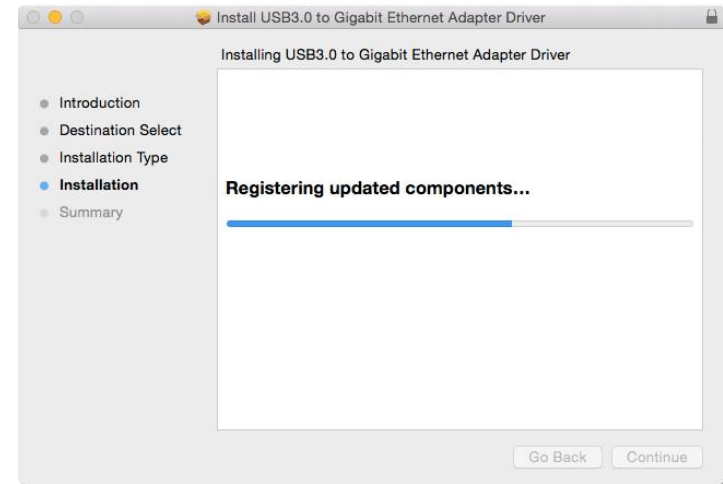 Install USB3.0 to Gigabit Ethernet Adapter Driver
Installing USB3.0 to Gigabit Ethernet Adapter Driver
Introduction
Destination Select
Installation Type
Installation
Summary
Registering updated components...
Go Back
Continue